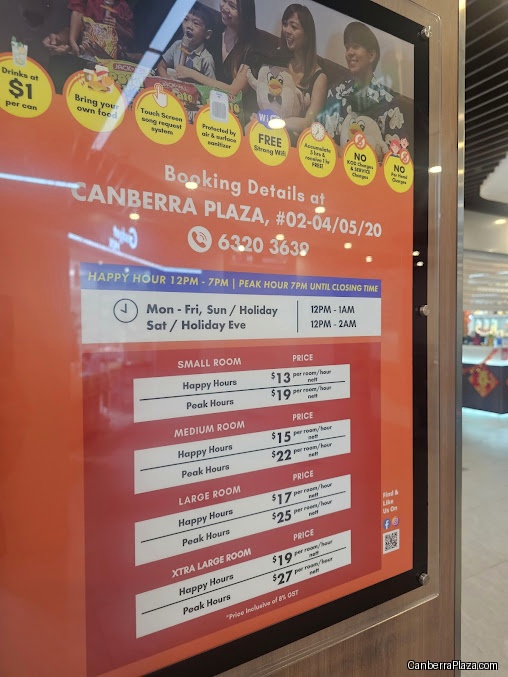 Drinks at
$1
per can
Bring your
own food
Touch Screen
song request
system
Protected by
air & surface
sanitizer
Wi
FREE
Strong Wifi
Accumulate
5 hrs &
receive 1 hr
FREE!
NO
KOD Charges
& SERVICE
Charges
NO
Per Head
Charges
Booking Details at
CANBERRA PLAZA, #02-04/05/20
6320 3639
HAPPY HOUR 12PM - 7PM | PEAK HOUR 7PM UNTIL CLOSING TIME
Mon - Fri, Sun / Holiday 12PM - 1AM
Sat / Holiday Eve 12PM - 2AM
SMALL ROOM PRICE
Happy Hours $13 per room/hour nett
Peak Hours $19 per room/hour nett
MEDIUM ROOM PRICE
Happy Hours $15 per room/hour nett
Peak Hours $22 per room/hour nett
LARGE ROOM PRICE
Happy Hours $17 per room/hour nett
Peak Hours $25 per room/hour nett
XTRA LARGE ROOM PRICE
Happy Hours $19 per room/hour nett
Peak Hours $27 per room/hour nett
*Price Inclusive of 8% GST
Find &
Like
Us On
CanberraPlaza.com